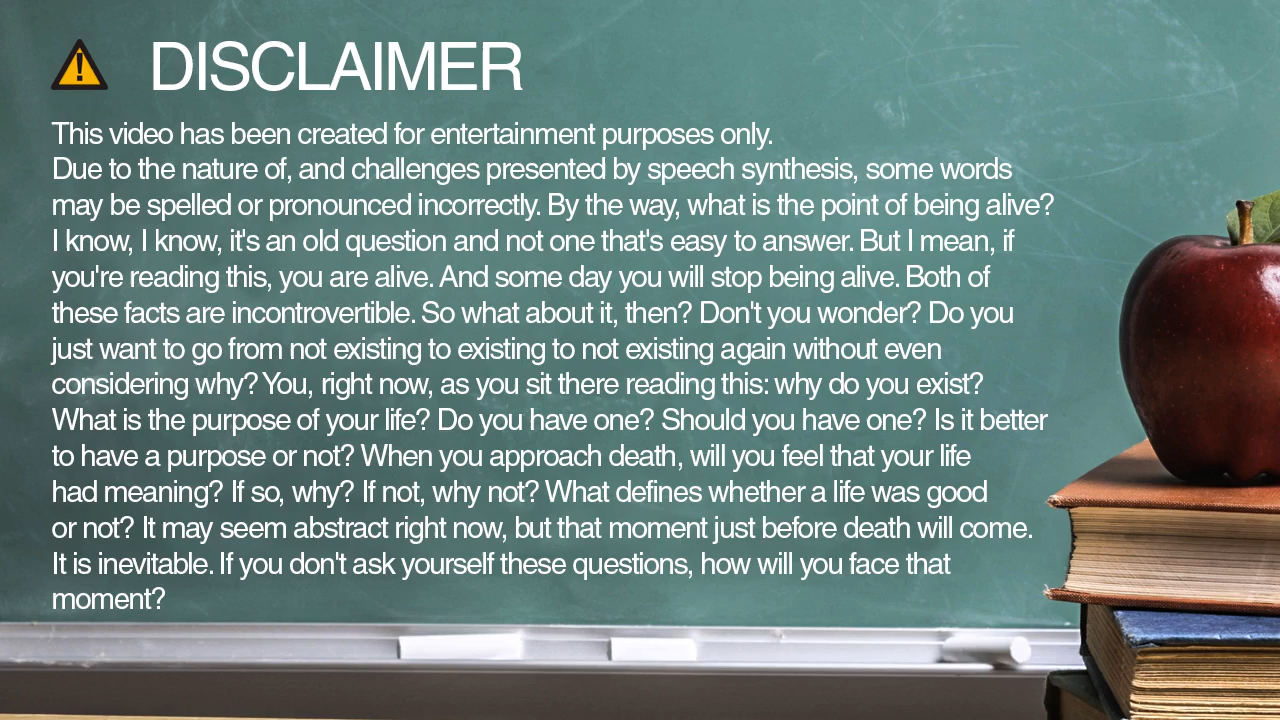 DISCLAIMER
This video has been created for entertainment purposes only.
Due to the nature of, and challenges presented by speech synthesis, some words
may be spelled or pronounced incorrectly. By the way, what is the point of being alive?
I know, I know, it's an old question and not one that's easy to answer. But I mean, if
you're reading this, you are alive. And some day you will stop being alive. Both of
these facts are incontrovertible. So what about it, then? Don't you wonder? Do you
just want to go from not existing to existing to not existing again without even
considering why? You, right now, as you sit there reading this: why do you exist?
What is the purpose of your life? Do you have one? Should you have one? Is it better
to have a purpose or not? When you approach death, will you feel that your life
had meaning? If so, why? If not, why not? What defines whether a life was good
or not? It may seem abstract right now, but that moment just before death will come.
It is inevitable. If you don't ask yourself these questions, how will you face that
moment?